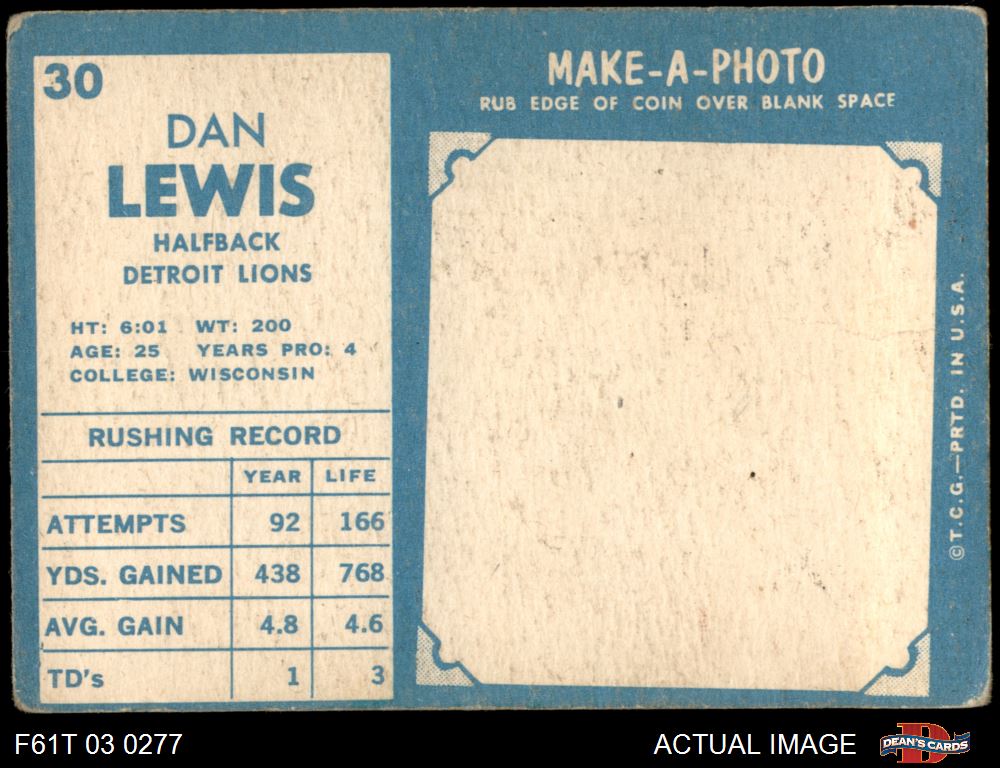 30
DAN
LEWIS
HALFBACK
DETROIT LIONS
HT: 6:01 WT: 200
AGE: 25 YEARS PRO: 4
COLLEGE: WISCONSIN
RUSHING RECORD
YEAR LIFE
ATTEMPTS 92 166
YDS. GAINED 438 768
AVG. GAIN 4.8 4.6
TD's 1 3
MAKE-A-PHOTO
RUB EDGE OF COIN OVER BLANK SPACE
©T.C.G.—PRTD. IN U.S.A.
F61T 03 0277
ACTUAL IMAGE
DEAN'S CARDS